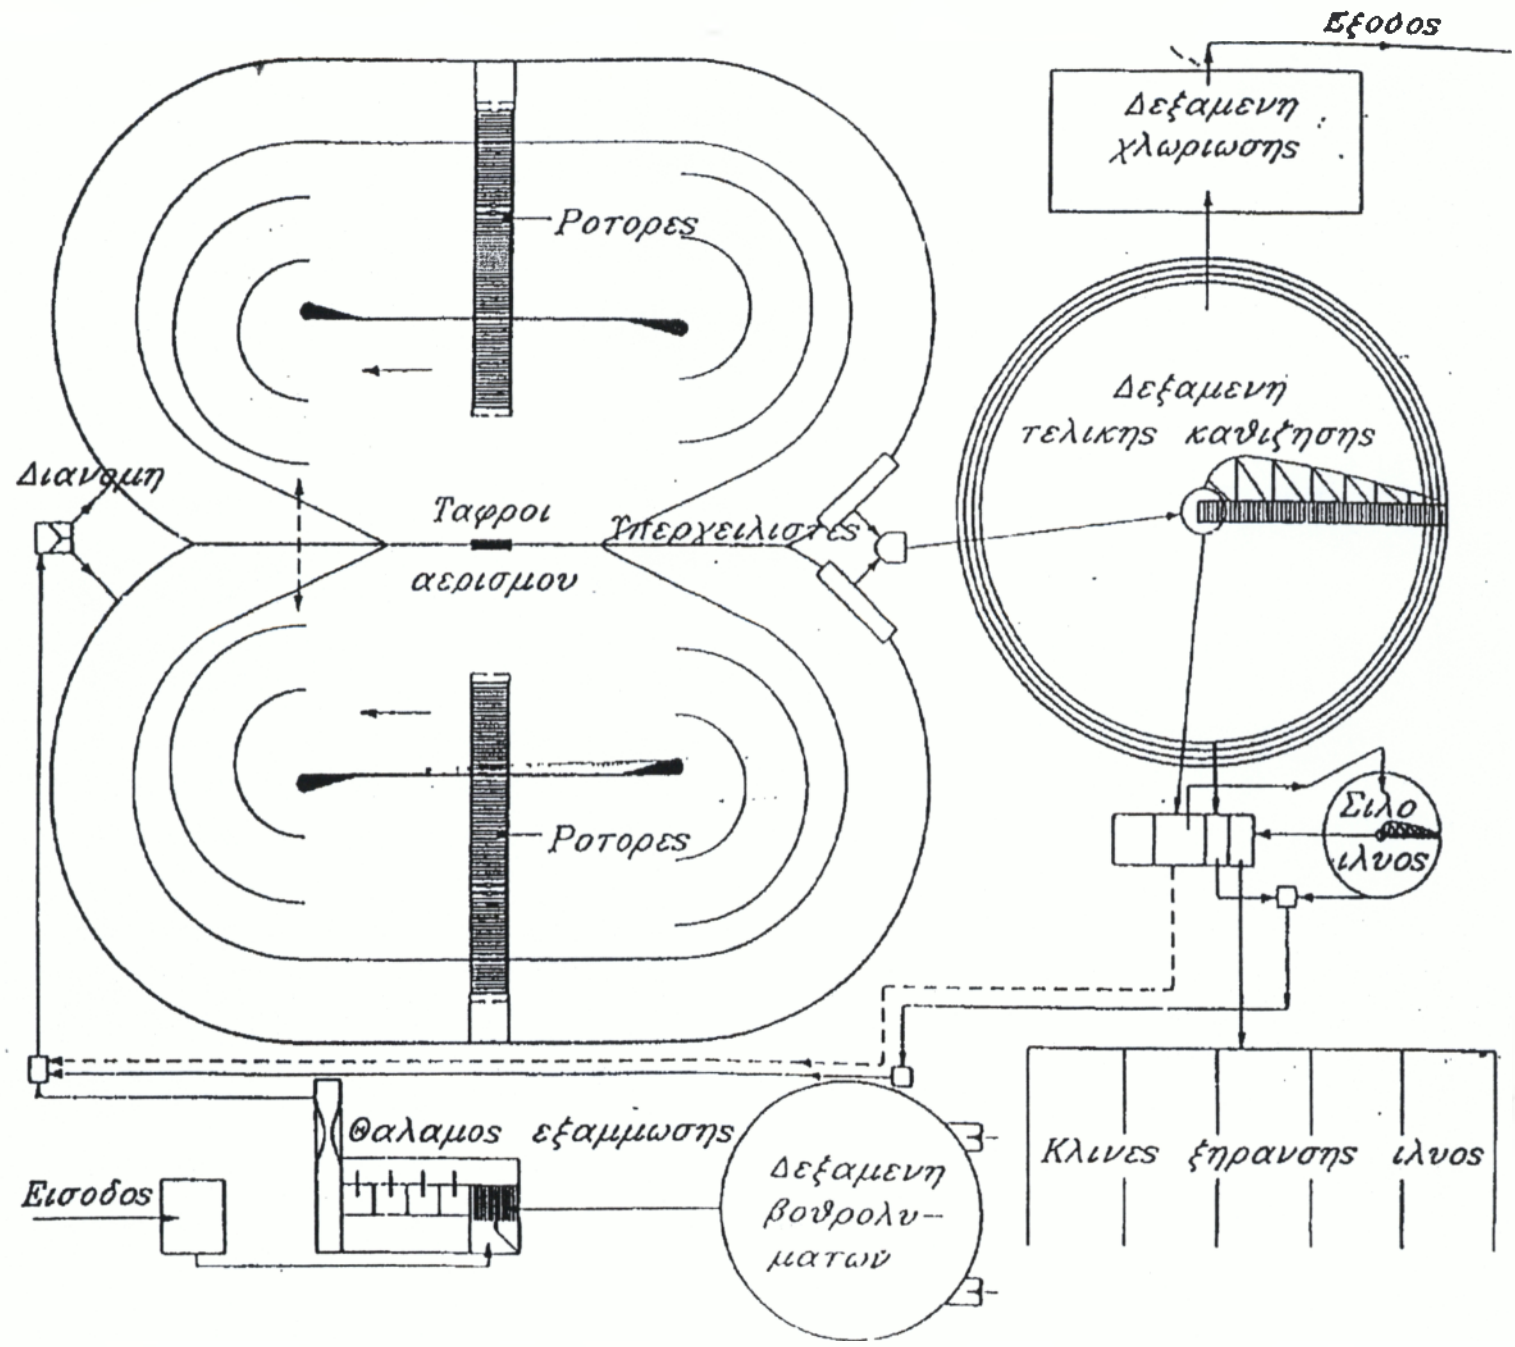 Εξοδος
Δεξαμενη
χλωριωσης
Ροτορες
Δεξαμενη
τελικης καθιζησης
Διανομη
Ταφροι
Υπερχειλιστες
αερισμου
Σιλο
ιλυος
Ροτορες
Θαλαμος εξαμμωσης
Εισοδος
Δεξαμενη
βοθρολυ-
ματων
Κλινες ξηρανσης ιλυος